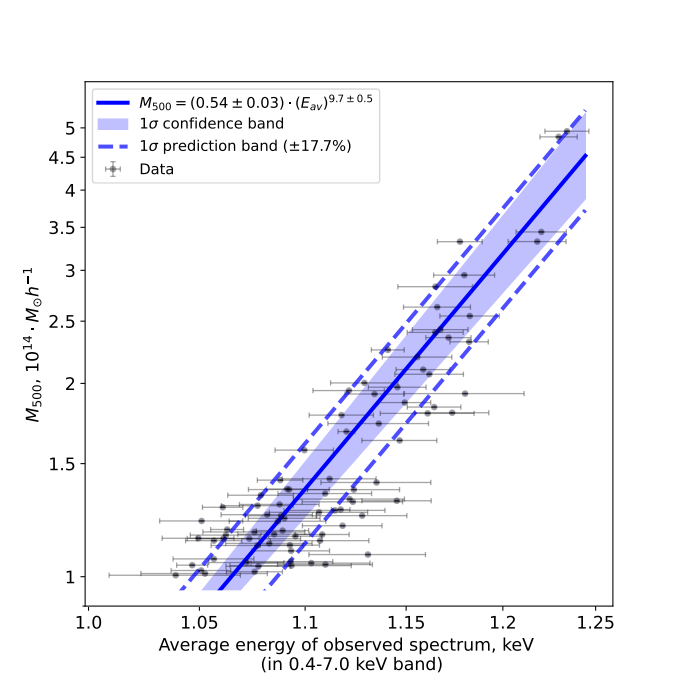 M₅₀₀ = (0.54 ± 0.03) · (E_av)^9.7 ± 0.5
1σ confidence band
1σ prediction band (±17.7%)
Data
5
4.5
4
3.5
3
2.5
2
1.5
1
M₅₀₀, 10¹⁴ · M⊙h⁻¹
1.0 1.05 1.1 1.15 1.2 1.25
Average energy of observed spectrum, keV
(in 0.4-7.0 keV band)